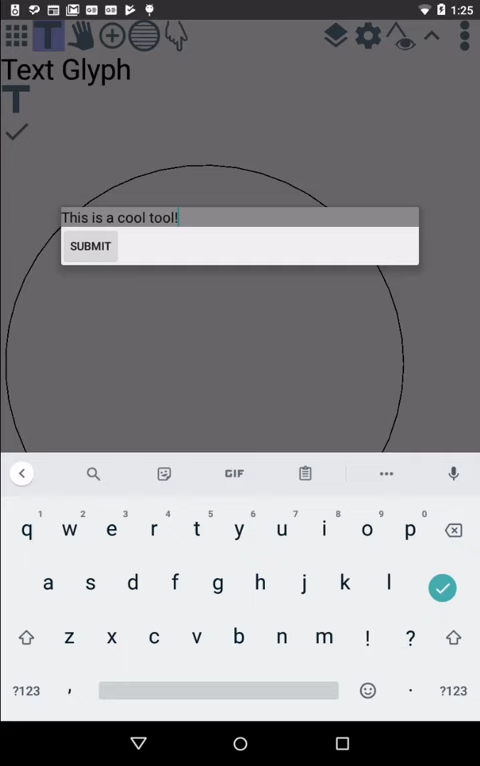 1:25
T
Text Glyph
T
This is a cool tool!
SUBMIT
GIF
1 2 3 4 5 6 7 8 9 0
q w e r t y u i o p
a s d f g h j k l
z x c v b n m ! ?
?123 , . ?123